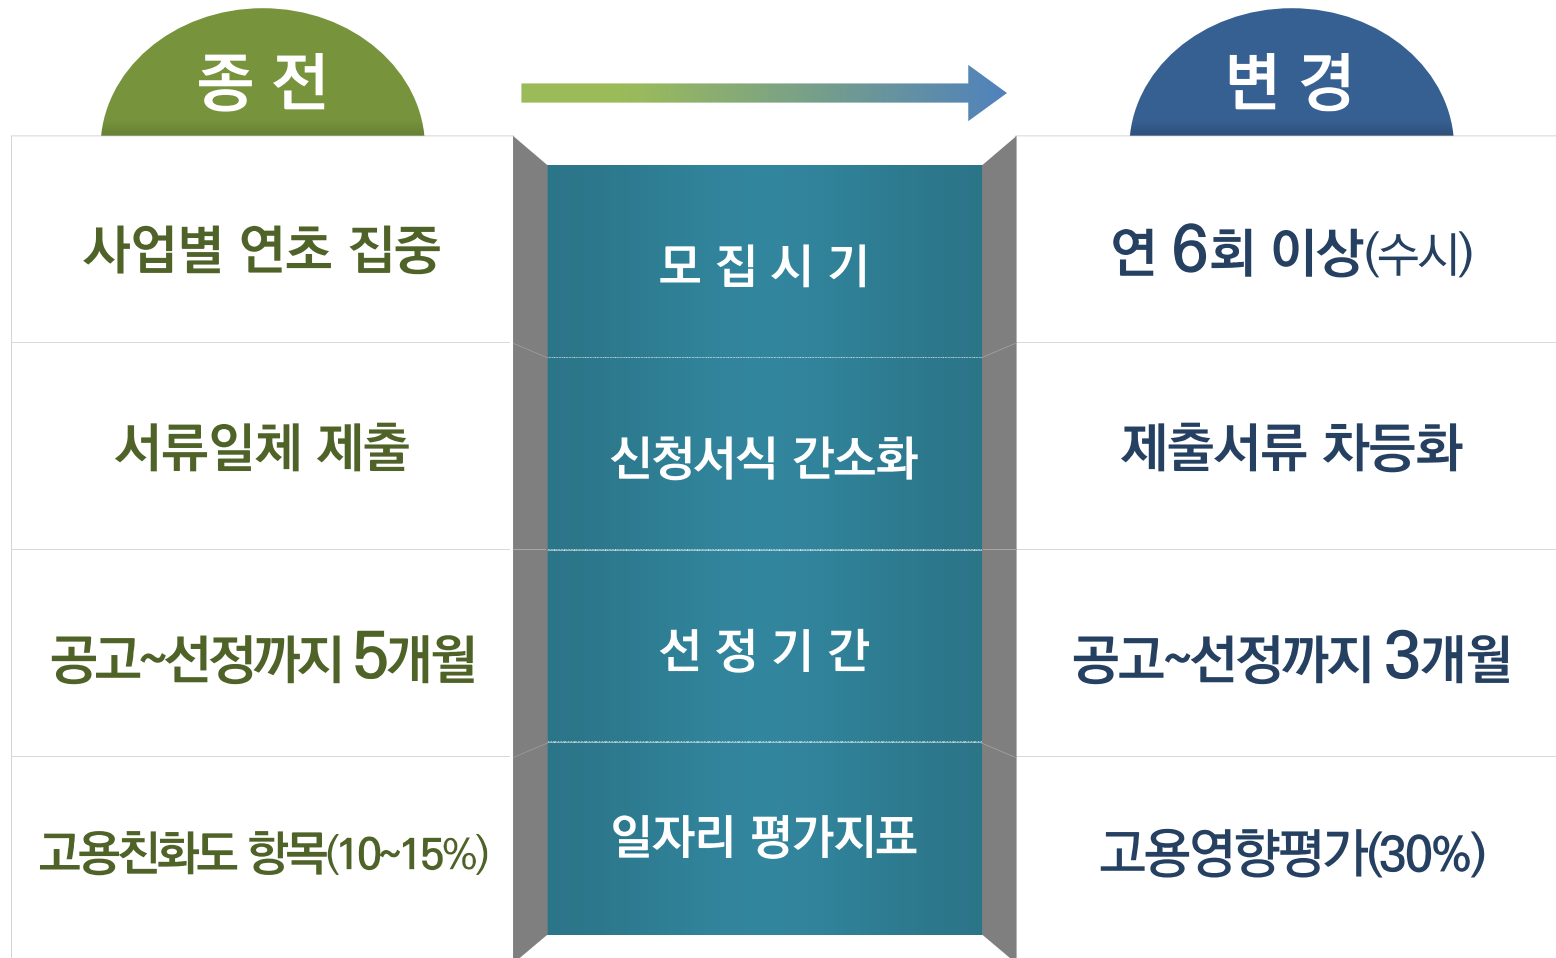 종 전
변 경
사업별 연초 집중
모 집 시 기
연 6회 이상(수시)
서류일체 제출
신청서식 간소화
제출서류 차등화
공고~선정까지 5개월
선 정 기 간
공고~선정까지 3개월
고용친화도 항목(10~15%)
일자리 평가지표
고용영향평가(30%)